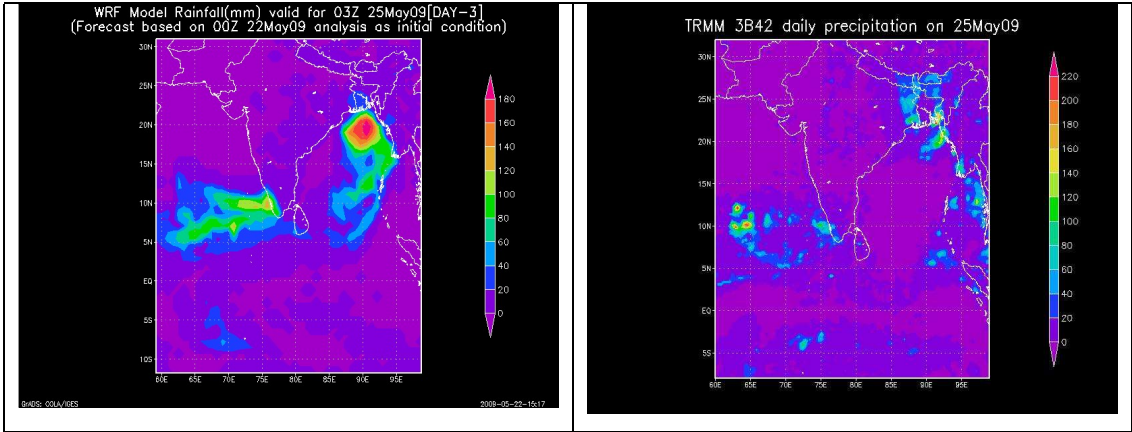 WRF Model Rainfall(mm) valid for 03Z 25May09[DAY-3]
(Forecast based on 00Z 22May09 analysis as initial condition)
30N
25N
20N
15N
10N
5N
EQ
5S
10S
60E 65E 70E 75E 80E 85E 90E 95E
180
160
140
120
100
80
60
40
20
0
GrADS: COLA/IGES
2009-05-22-15:17
TRMM 3B42 daily precipitation on 25May09
30N
25N
20N
15N
10N
5N
EQ
5S
60E 65E 70E 75E 80E 85E 90E 95E
220
200
180
160
140
120
100
80
60
40
20
0